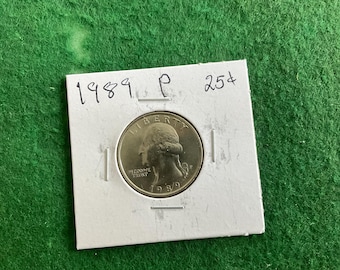 1989 P 25¢
LIBERTY
IN GOD WE
TRUST
P
1989